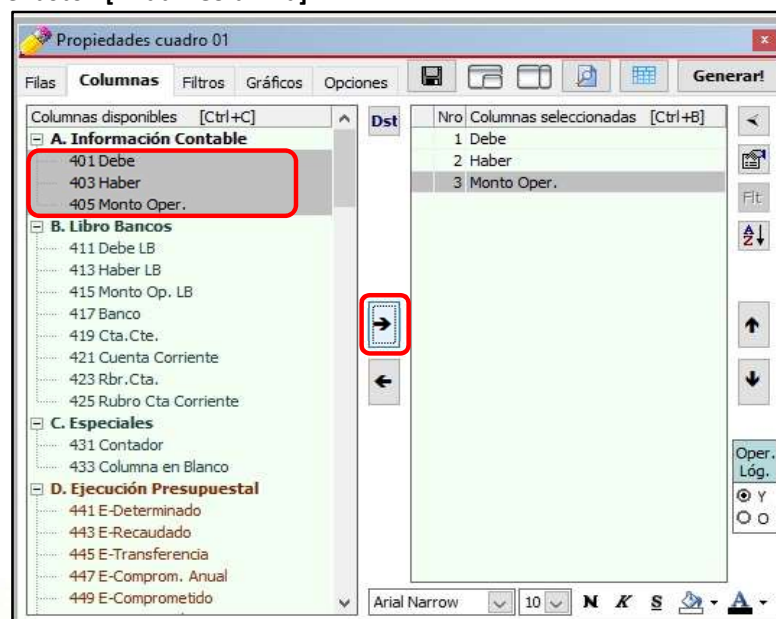 Propiedades cuadro 01
x
Filas Columnas Filtros Gráficos Opciones Generar!
Columnas disponibles [Ctrl+C]
A. Información Contable
401 Debe
403 Haber
405 Monto Oper.
B. Libro Bancos
411 Debe LB
413 Haber LB
415 Monto Op. LB
417 Banco
419 Cta.Cte.
421 Cuenta Corriente
423 Rbr.Cta.
425 Rubro Cta Corriente
C. Especiales
431 Contador
433 Columna en Blanco
D. Ejecución Presupuestal
441 E-Determinado
443 E-Recaudado
445 E-Transferencia
447 E-Comprom. Anual
449 E-Comprometido
Dst
Nro Columnas seleccionadas [Ctrl+B]
1 Debe
2 Haber
3 Monto Oper.
Flt
A
Z
Oper.
Lóg.
Y
O
Arial Narrow 10 N K S A